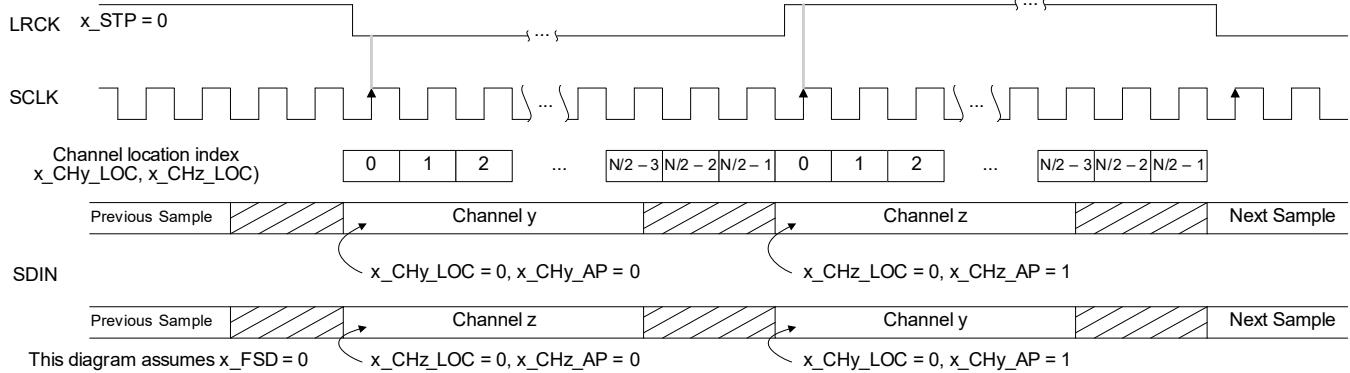 LRCK x_STP = 0
...
...
SCLK
...
...
Channel location index
x_CHy_LOC, x_CHz_LOC)
0 1 2 ... N/2 – 3 N/2 – 2 N/2 – 1 0 1 2 ... N/2 – 3 N/2 – 2 N/2 – 1
Previous Sample Channel y Channel z Next Sample
x_CHy_LOC = 0, x_CHy_AP = 0 x_CHz_LOC = 0, x_CHz_AP = 1
SDIN
Previous Sample Channel z Channel y Next Sample
This diagram assumes x_FSD = 0 x_CHz_LOC = 0, x_CHz_AP = 0 x_CHy_LOC = 0, x_CHy_AP = 1